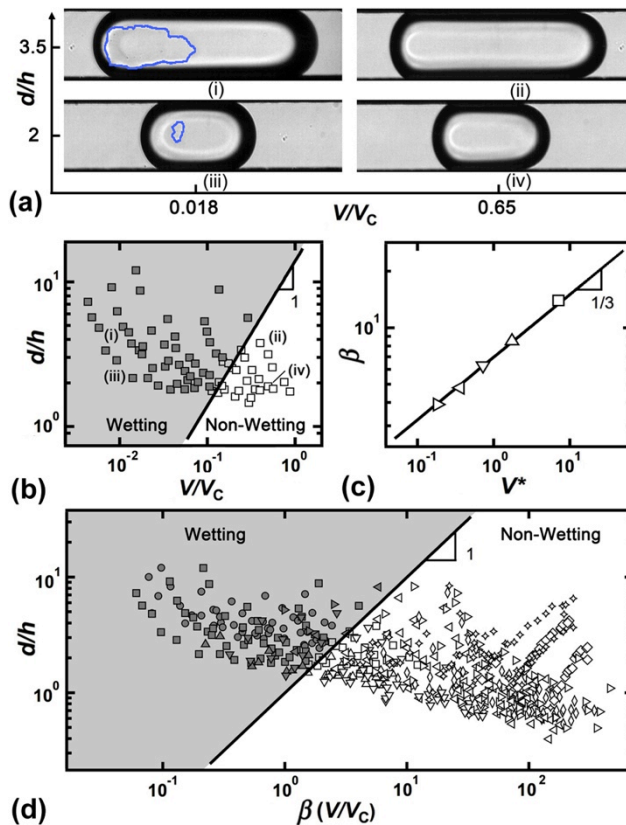 3.5
d/h
2
(i)
(ii)
(iii)
(iv)
(a)
0.018
V/V_C
0.65
10^1
d/h
10^0
(i)
(ii)
(iii)
(iv)
1
Wetting
Non-Wetting
10^-2
10^-1
10^0
V/V_C
(b)
β
10^1
1/3
10^-1
10^0
10^1
V*
(c)
Wetting
Non-Wetting
1
10^1
d/h
10^0
10^-1
10^0
10^1
10^2
β (V/V_C)
(d)